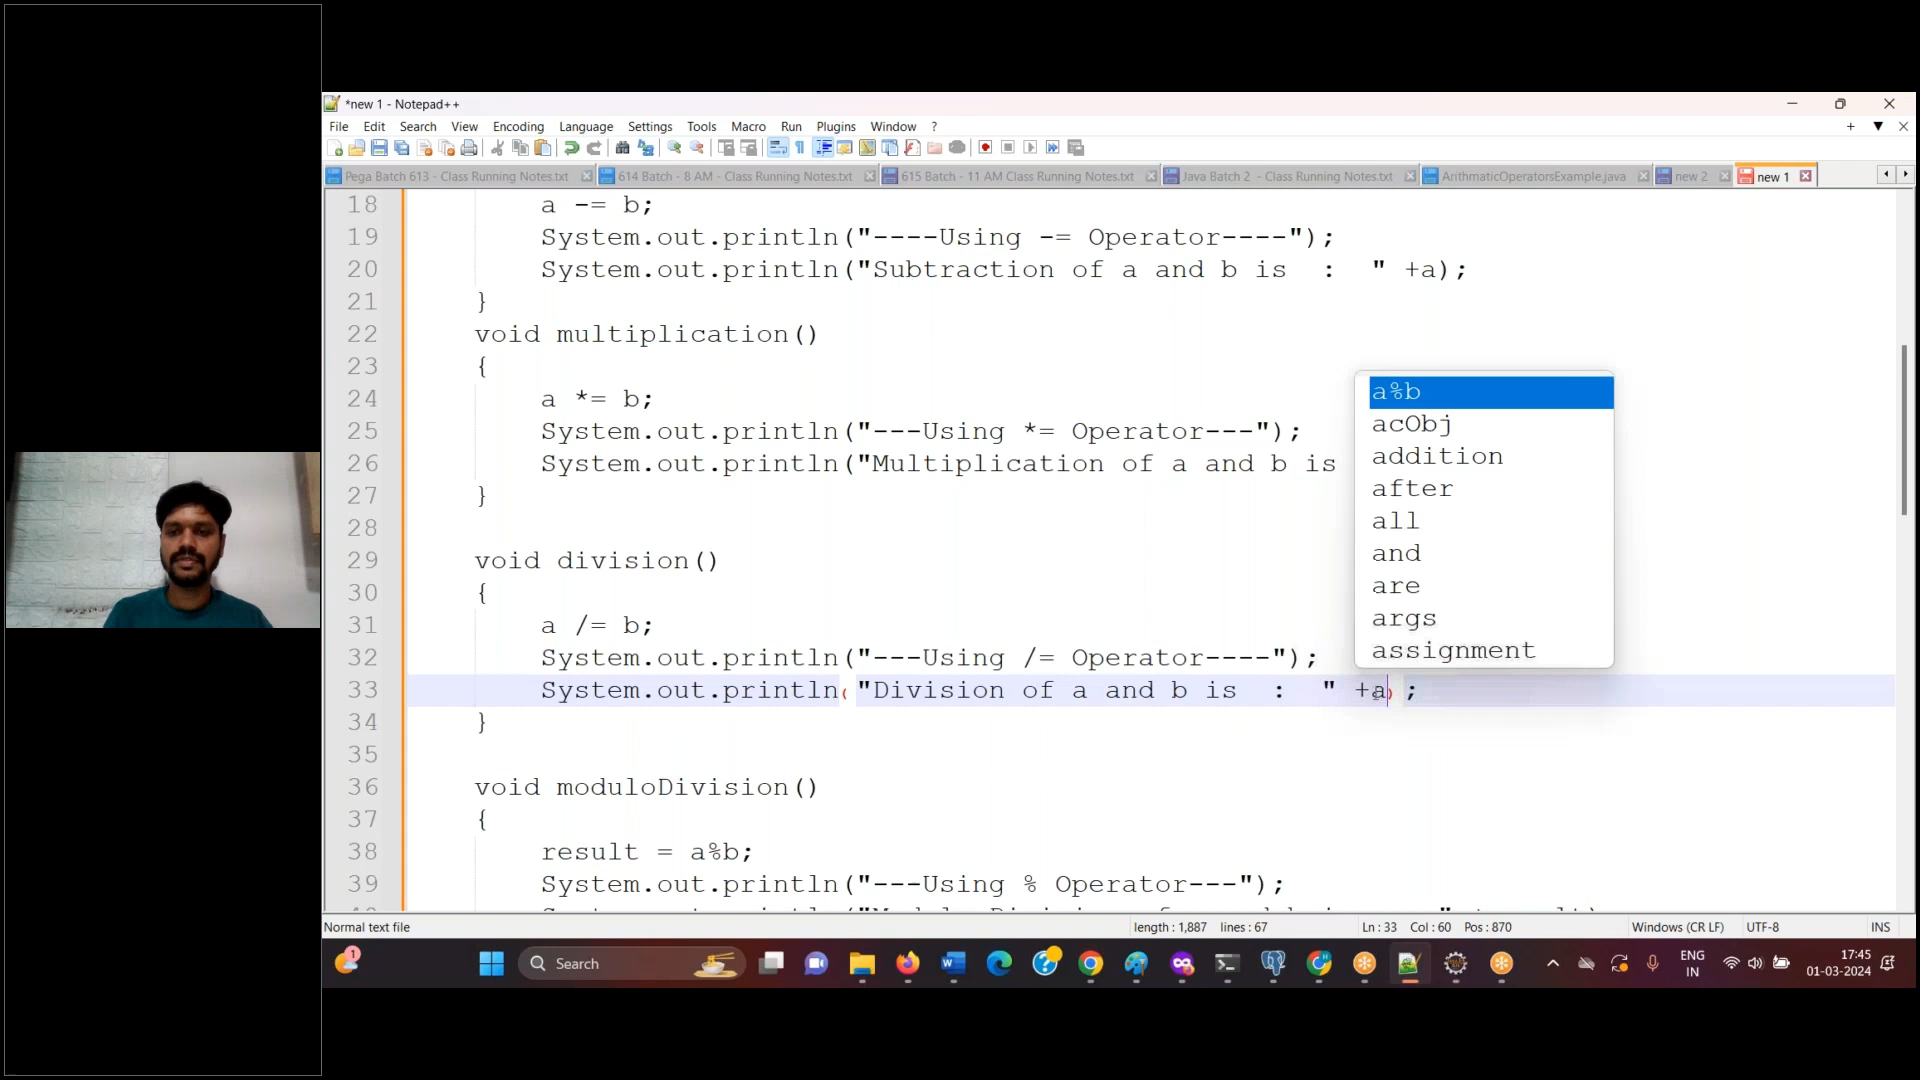 *new 1 - Notepad++
File Edit Search View Encoding Language Settings Tools Macro Run Plugins Window ?
Pega Batch 613 - Class Running Notes.txt 614 Batch - 8 AM - Class Running Notes.txt 615 Batch - 11 AM Class Running Notes.txt Java Batch 2 - Class Running Notes.txt ArithmaticOperatorsExample.java new 2 new 1
18 a -= b;
19 System.out.println("----Using -= Operator----");
20 System.out.println("Subtraction of a and b is  :  " +a);
21 }
22 void multiplication()
23 {
24 a *= b;
25 System.out.println("---Using *= Operator---");
26 System.out.println("Multiplication of a and b is
27 }
28
29 void division()
30 {
31 a /= b;
32 System.out.println("---Using /= Operator----");
33 System.out.println("Division of a and b is  :  " +a);
34 }
35
36 void moduloDivision()
37 {
38 result = a%b;
39 System.out.println("---Using % Operator---");
a%b
acObj
addition
after
all
and
are
args
assignment
Normal text file length : 1,887 lines : 67 Ln : 33 Col : 60 Pos : 870 Windows (CR LF) UTF-8 INS
1 Search ENG IN 17:45 01-03-2024